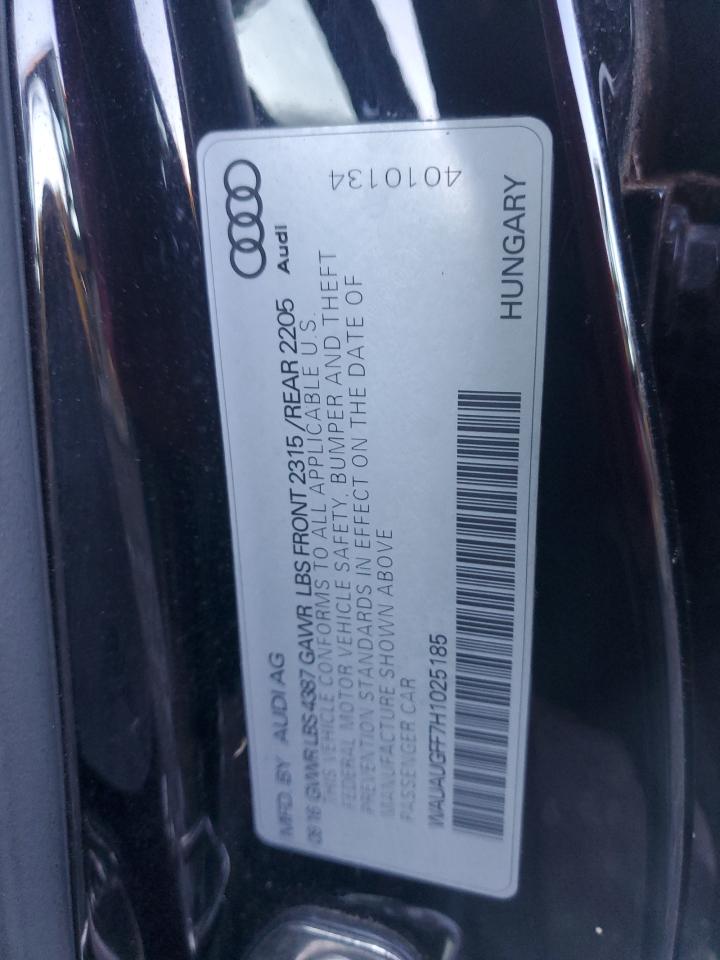 MFD. BY AUDI AG
08/16 GVWR LBS 4387 GAWR LBS FRONT 2315/REAR 2205
THIS VEHICLE CONFORMS TO ALL APPLICABLE U.S.
FEDERAL MOTOR VEHICLE SAFETY, BUMPER AND THEFT
PREVENTION STANDARDS IN EFFECT ON THE DATE OF
MANUFACTURE SHOWN ABOVE
PASSENGER CAR
WAUAUGFF7H1025185
Audi
4010134
HUNGARY